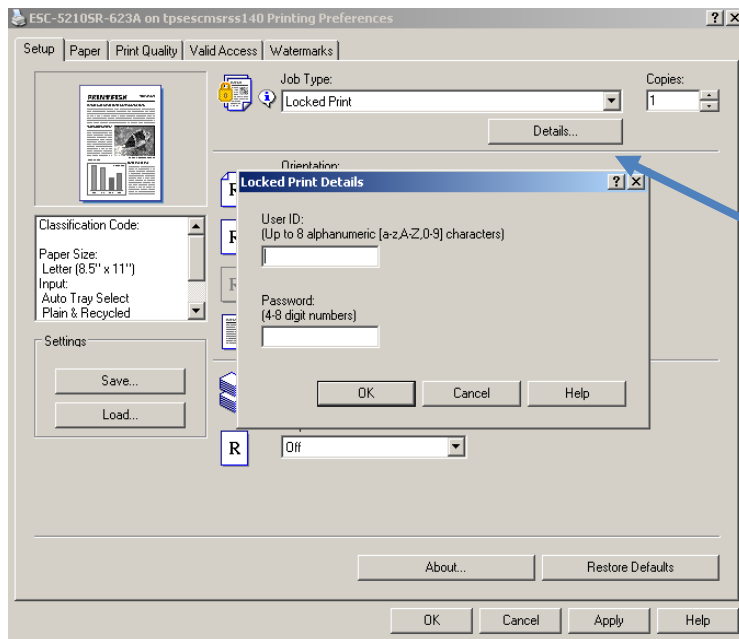 ESC-5210SR-623A on tpsescmsrss140 Printing Preferences
Setup
Paper
Print Quality
Valid Access
Watermarks
PRINTFESK
Job Type:
Locked Print
Copies:
1
Details...
Orientation:
Locked Print Details
User ID:
(Up to 8 alphanumeric [a-z,A-Z,0-9] characters)
Password:
(4-8 digit numbers)
OK
Cancel
Help
Classification Code:
Paper Size:
Letter (8.5" x 11")
Input:
Auto Tray Select
Plain & Recycled
Settings
Save...
Load...
R
Off
About...
Restore Defaults
OK
Cancel
Apply
Help